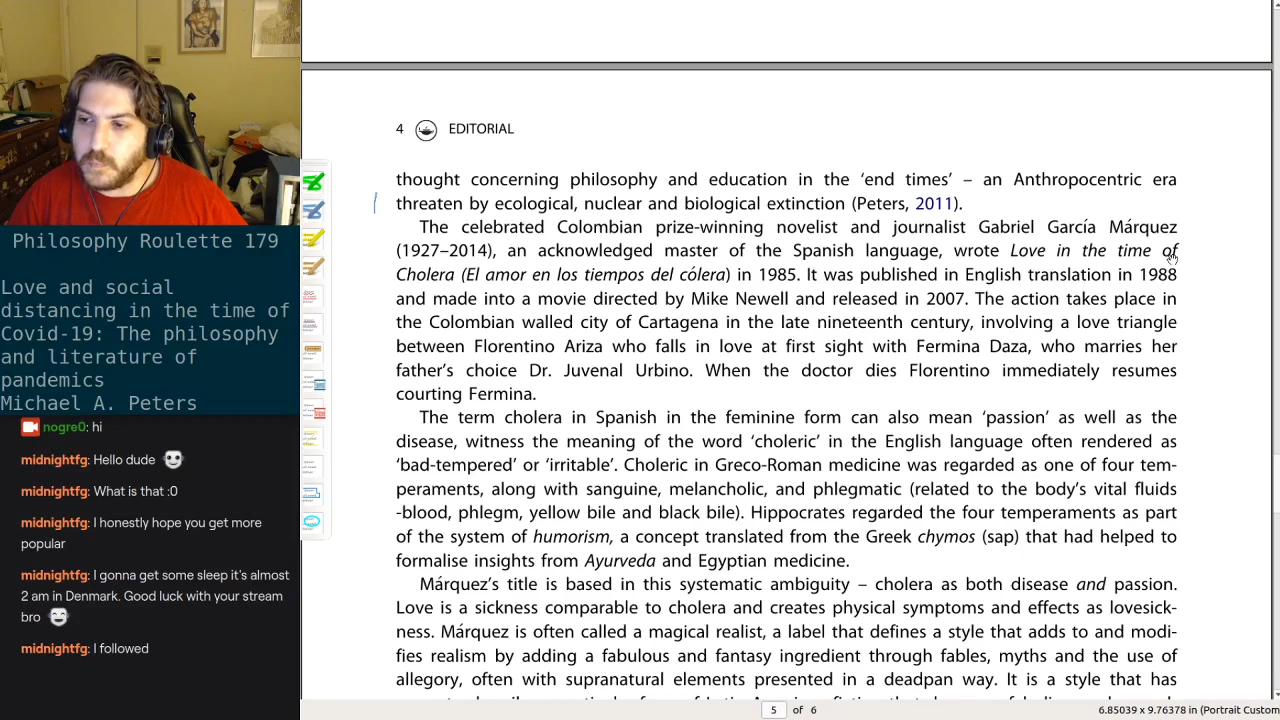 Philosophy Roulette 179
Love and social
distancing in the time of
Covid-19: The philosophy
and literature of
pandemics
Michael A. Peters
nogre0: hi
midnightfg: Hello dude
midnightfg: What is that :0
midnightfg: I honestly hope you get more
popular
midnightfg: I gonna get some sleep it's almost
2 am in Denmark. Good luck with your stream
bro
midnightfg: I followed
4 EDITORIAL
thought concerning philosophy and education in the 'end times' – an Anthropocentric era
threaten by ecological, nuclear and biological extinction (Peters, 2011).
The celebrated Colombian prize-winning novelist and journalist Gabriel García Márquez
(1927–2014), an acknowledged master of the Spanish language, wrote Love in the time of
Cholera (El amor en los tiempos del cólera) in 1985. It was published in English translation in 1988
and made into a movie directed by Mike Newell and released in 2007. The action takes place in
the Colombian walled city of Cartagena in the late nineteenth century, involving a love triangle
between Florentino Ariza who falls in love at first sight with Fermina Daza who marries her
father's choice Dr. Juvenal Urbino. When the doctor dies Florentino immediately resumes
courting Fermina.
The term cholera in Spanish in the feminine form can also mean passion as well as the
disease, witness the meaning of the word choleric in the English language often rendered as
'bad-tempered' or irritable. Choleric in Greco-Roman medicine was regarded as one of four tem-
peraments along with sanguine, melancholic, and phlegmatic (related to the body's vital fluids
-blood, phlegm, yellow bile and black bile). Hippocrates regarded the four temperaments as part
of the system of humorism, a concept translated from the Greek chymos (sap) that had helped to
formalise insights from Ayurveda and Egyptian medicine.
Márquez's title is based in this systematic ambiguity – cholera as both disease and passion.
Love is a sickness comparable to cholera and creates physical symptoms and effects as lovesick-
ness. Márquez is often called a magical realist, a label that defines a style that adds to and modi-
fies realism by adding a fabulous and fantasy ingredient through fables, myths and the use of
allegory, often with supranatural elements presented in a deadpan way. It is a style that has
5 of 6
6.85039 x 9.76378 in (Portrait Custom